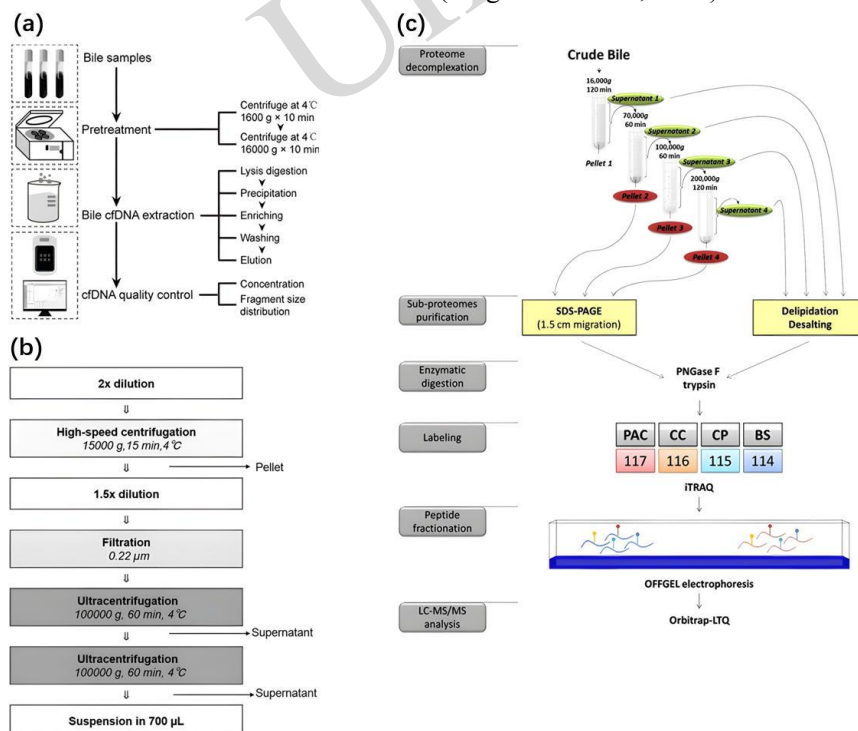 (a)
Bile samples
Pretreatment
Centrifuge at 4℃
1600 g × 10 min
Centrifuge at 4℃
16000 g × 10 min
Bile cfDNA extraction
Lysis digestion
Precipitation
Enriching
Washing
Elution
cfDNA quality control
Concentration
Fragment size
distribution
(b)
2x dilution
High-speed centrifugation
15000 g,15 min,4℃
Pellet
1.5x dilution
Filtration
0.22 μm
Ultracentrifugation
100000 g, 60 min, 4℃
Supernatant
Ultracentrifugation
100000 g, 60 min, 4℃
Supernatant
Suspension in 700 μL
(c)
Proteome
decomplexation
Crude Bile
16,000g
120 min
Supernatant 1
70,000g
60 min
Supernatant 2
Pellet 1
100,000g
60 min
Supernatant 3
200,000g
120 min
Pellet 2
Supernatant 4
Pellet 3
Pellet 4
Sub-proteomes
purification
SDS-PAGE
(1.5 cm migration)
Delipidation
Desalting
Enzymatic
digestion
PNGase F
trypsin
Labeling
PAC CC CP BS
117 116 115 114
iTRAQ
Peptide
fractionation
OFFGEL electrophoresis
LC-MS/MS
analysis
Orbitrap-LTQ